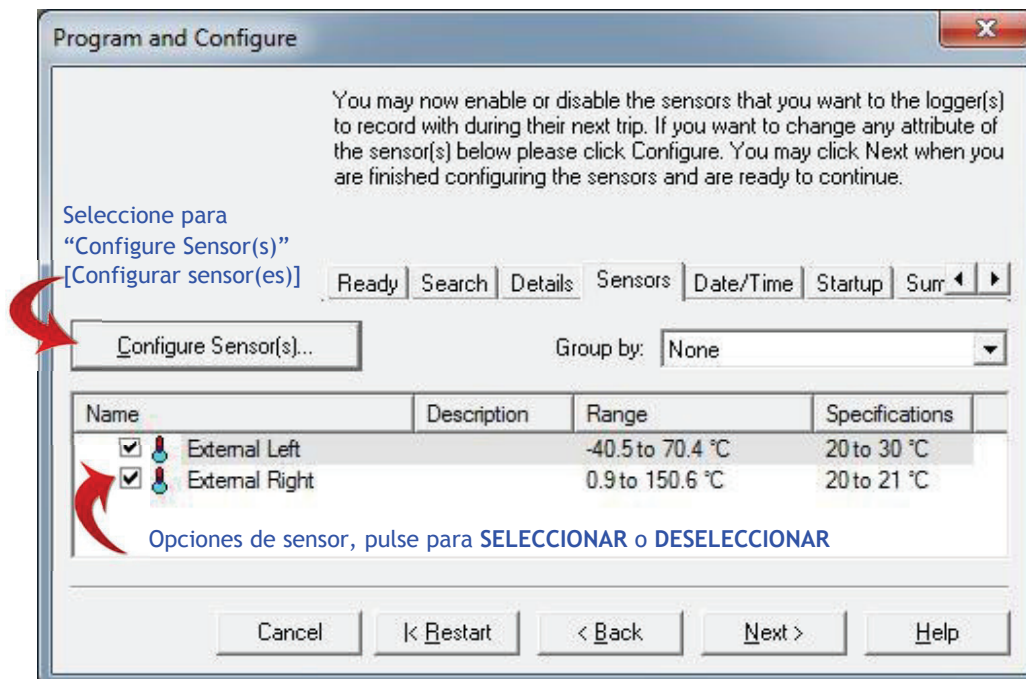 Program and Configure
X
You may now enable or disable the sensors that you want to the logger(s)
to record with during their next trip. If you want to change any attribute of
the sensor(s) below please click Configure. You may click Next when you
are finished configuring the sensors and are ready to continue.
Seleccione para
“Configure Sensor(s)”
[Configurar sensor(es)]
Ready Search Details Sensors Date/Time Startup Sum
Configure Sensor(s)... Group by: None
Name Description Range Specifications
External Left -40.5 to 70.4 °C 20 to 30 °C
External Right 0.9 to 150.6 °C 20 to 21 °C
Opciones de sensor, pulse para SELECCIONAR o DESELECCIONAR
Cancel |< Restart < Back Next > Help